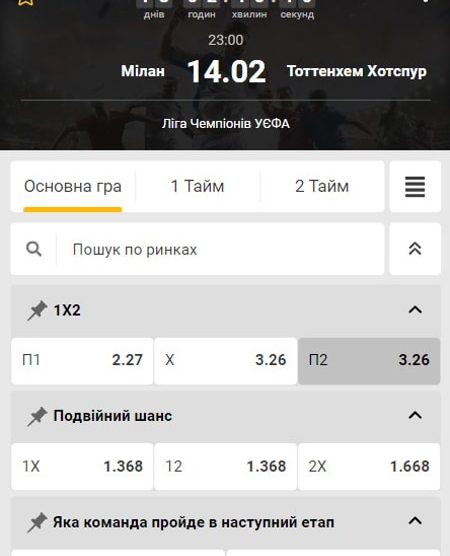 днів годин хвилин секунд
23:00
Мілан 14.02 Тоттенхем Хотспур
Ліга Чемпіонів УЄФА
Основна гра 1 Тайм 2 Тайм
Пошук по ринках
1X2
П1 2.27 X 3.26 П2 3.26
Подвійний шанс
1X 1.368 12 1.368 2X 1.668
Яка команда пройде в наступний етап